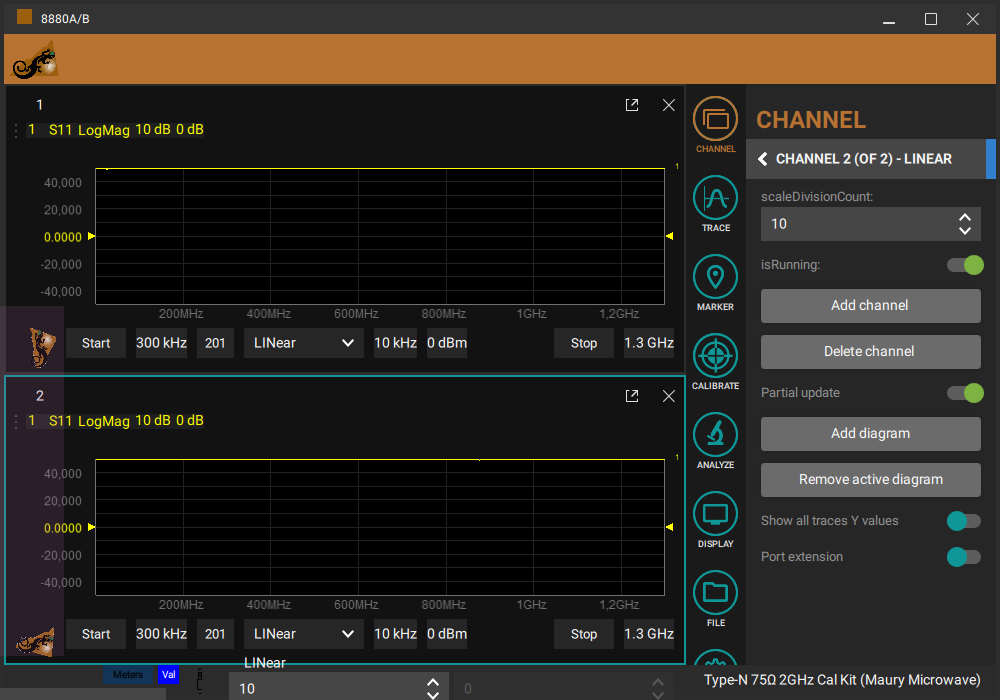 8880A/B
1
1 S11 LogMag 10 dB 0 dB
1
40,000
20,000
0.0000
-20,000
-40,000
200MHz 400MHz 600MHz 800MHz 1GHz 1,2GHz
Start 300 kHz 201 LINear 10 kHz 0 dBm Stop 1.3 GHz
2
1 S11 LogMag 10 dB 0 dB
1
40,000
20,000
0.0000
-20,000
-40,000
200MHz 400MHz 600MHz 800MHz 1GHz 1,2GHz
Start 300 kHz 201 LINear 10 kHz 0 dBm Stop 1.3 GHz
LINear
Meters Val
10 0
CHANNEL
TRACE
MARKER
CALIBRATE
ANALYZE
DISPLAY
FILE
CHANNEL
CHANNEL 2 (OF 2) - LINEAR
scaleDivisionCount:
10
isRunning:
Add channel
Delete channel
Partial update
Add diagram
Remove active diagram
Show all traces Y values
Port extension
Type-N 75Ω 2GHz Cal Kit (Maury Microwave)